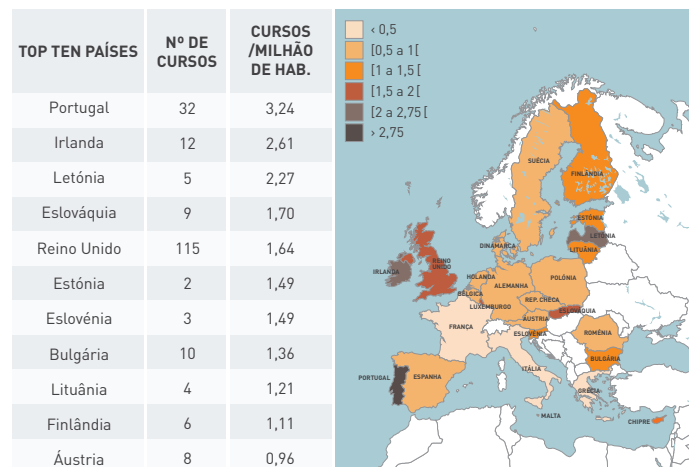 TOP TEN PAÍSES
Nº DE
CURSOS
CURSOS
/MILHÃO
DE HAB.
Portugal 32 3,24
Irlanda 12 2,61
Letónia 5 2,27
Eslováquia 9 1,70
Reino Unido 115 1,64
Estónia 2 1,49
Eslovénia 3 1,49
Bulgária 10 1,36
Lituânia 4 1,21
Finlândia 6 1,11
Áustria 8 0,96
‹ 0,5
[0,5 a 1[
[1 a 1,5 [
[1,5 a 2[
[2 a 2,75 [
› 2,75
SUÉCIA
FINLÂNDIA
ESTÓNIA
LETÓNIA
LITUÂNIA
DINAMARCA
IRLANDA
REINO
UNIDO
HOLANDA
BÉLGICA
ALEMANHA
POLÓNIA
LUXEMBURGO
REP. CHECA
ESLOVÁQUIA
ÁUSTRIA
FRANÇA
ESLOVÉNIA
ROMÉNIA
BULGÁRIA
ITÁLIA
PORTUGAL
ESPANHA
GRÉCIA
MALTA
CHIPRE